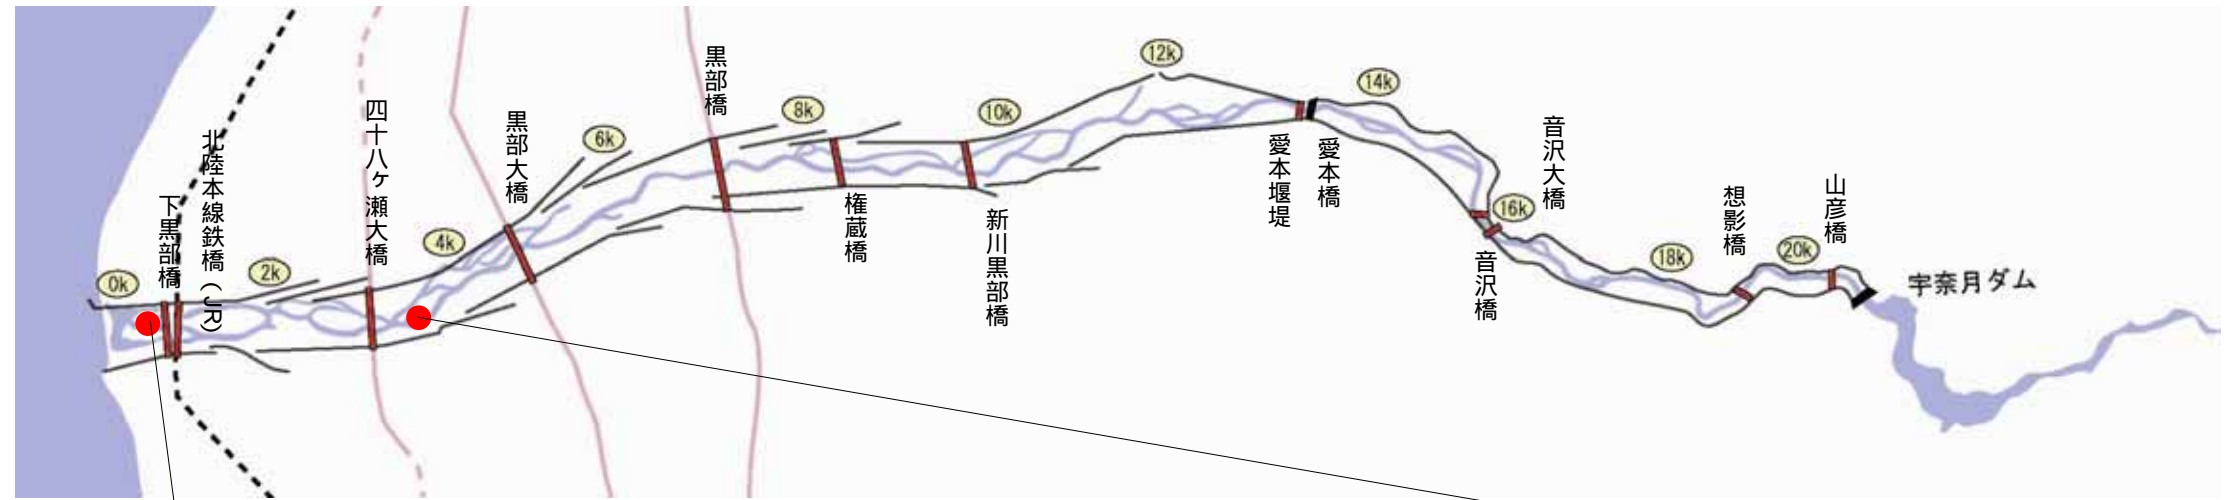 0k
下黒部橋
北陸本線鉄橋(JR)
2k
四十八ヶ瀬大橋
4k
黒部大橋
6k
黒部橋
8k
権蔵橋
10k
新川黒部橋
12k
愛本堰堤
愛本橋
14k
音沢大橋
16k
音沢橋
18k
想影橋
20k
山彦橋
宇奈月ダム